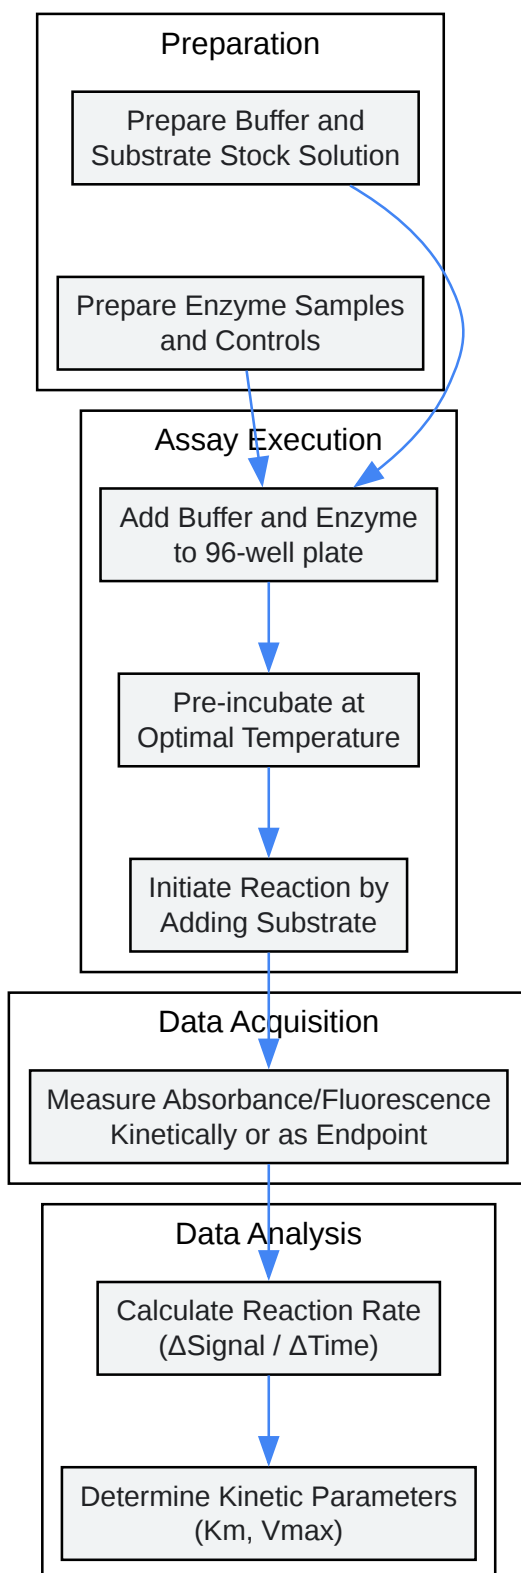 Preparation
Prepare Buffer and
Substrate Stock Solution
Prepare Enzyme Samples
and Controls
Assay Execution
Add Buffer and Enzyme
to 96-well plate
Pre-incubate at
Optimal Temperature
Initiate Reaction by
Adding Substrate
Data Acquisition
Measure Absorbance/Fluorescence
Kinetically or as Endpoint
Data Analysis
Calculate Reaction Rate
(ΔSignal / ΔTime)
Determine Kinetic Parameters
(Km, Vmax)